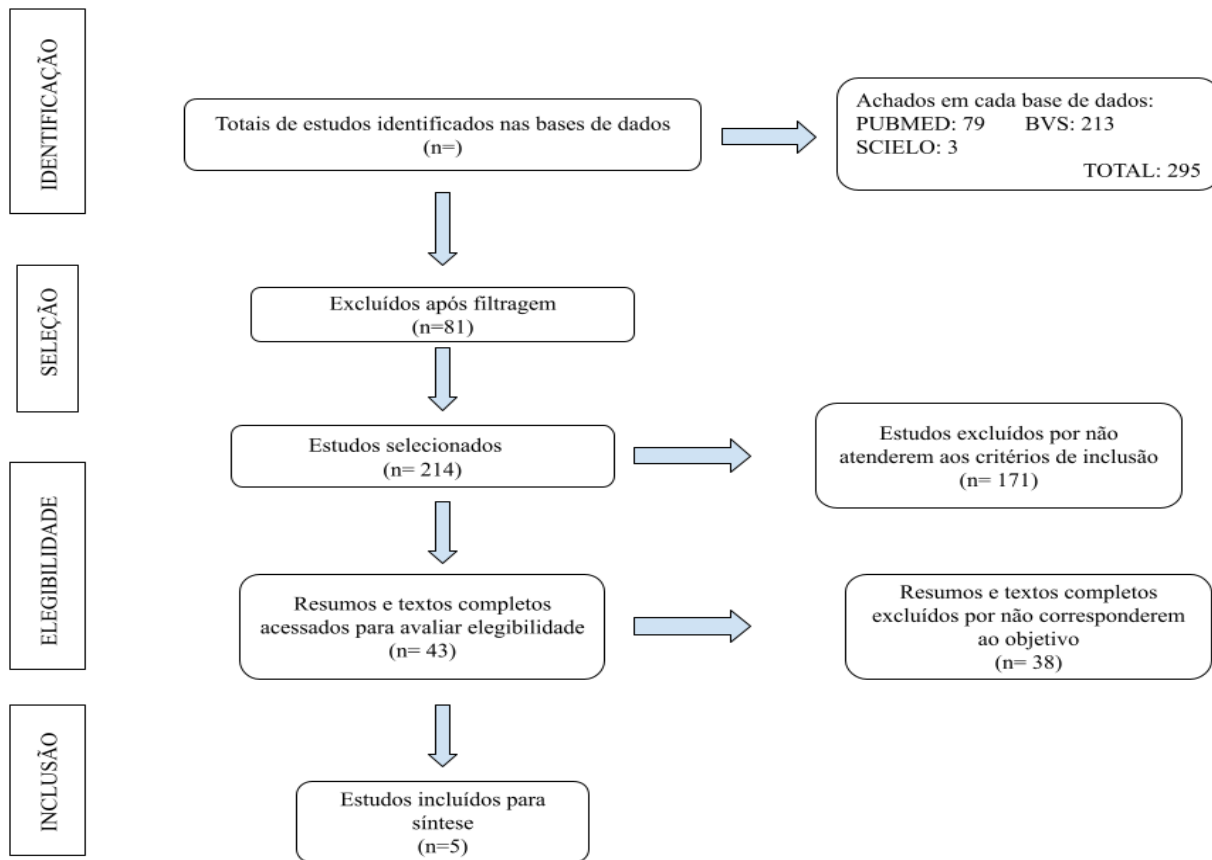 IDENTIFICAÇÃO
Totais de estudos identificados nas bases de dados
(n=)
Achados em cada base de dados:
PUBMED: 79 BVS: 213
SCIELO: 3
TOTAL: 295
SELEÇÃO
Excluídos após filtragem
(n=81)
Estudos selecionados
(n= 214)
Estudos excluídos por não
atenderem aos critérios de inclusão
(n= 171)
ELEGIBILIDADE
Resumos e textos completos
acessados para avaliar elegibilidade
(n= 43)
Resumos e textos completos
excluídos por não corresponderem
ao objetivo
(n= 38)
INCLUSÃO
Estudos incluídos para
síntese
(n=5)